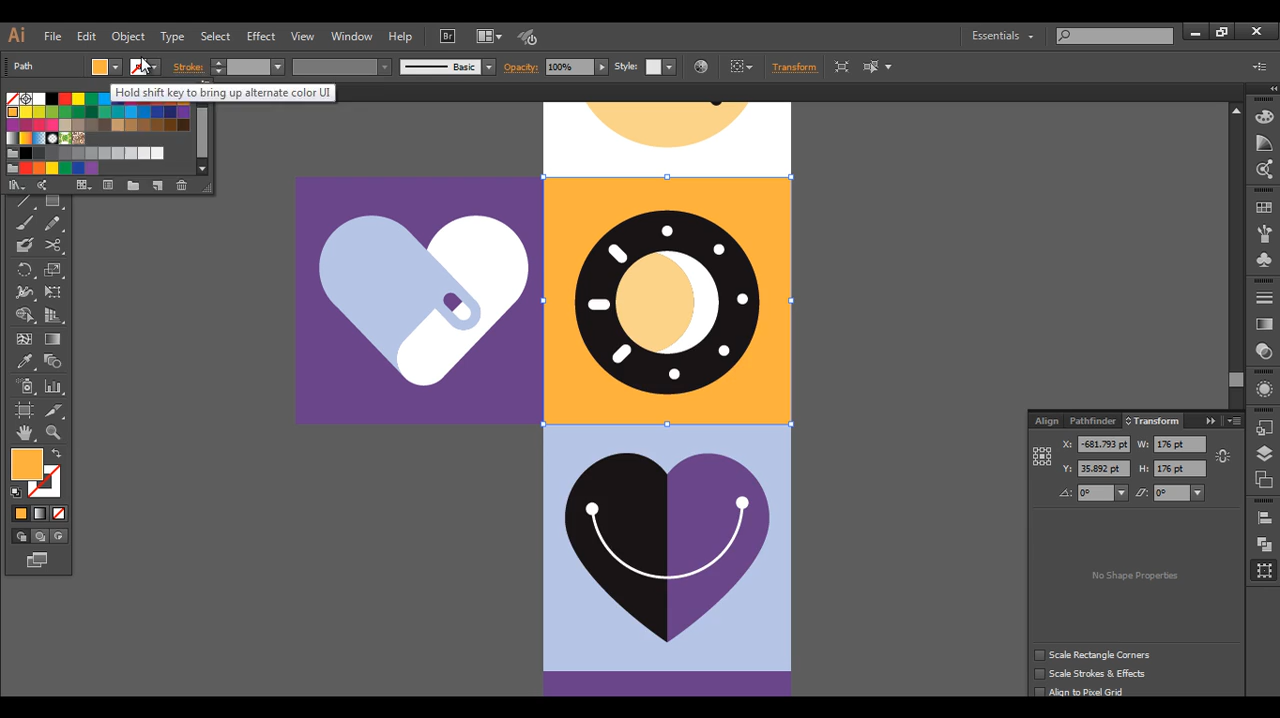 Ai File Edit Object Type Select Effect View Window Help Br Essentials
Path Stroke: Basic Opacity: 100% Style: Transform
Hold shift key to bring up alternate color UI
Align Pathfinder Transform
X: -681.793 pt W: 176 pt
Y: 35.892 pt H: 176 pt
0° 0°
No Shape Properties
Scale Rectangle Corners
Scale Strokes & Effects
Align to Pixel Grid